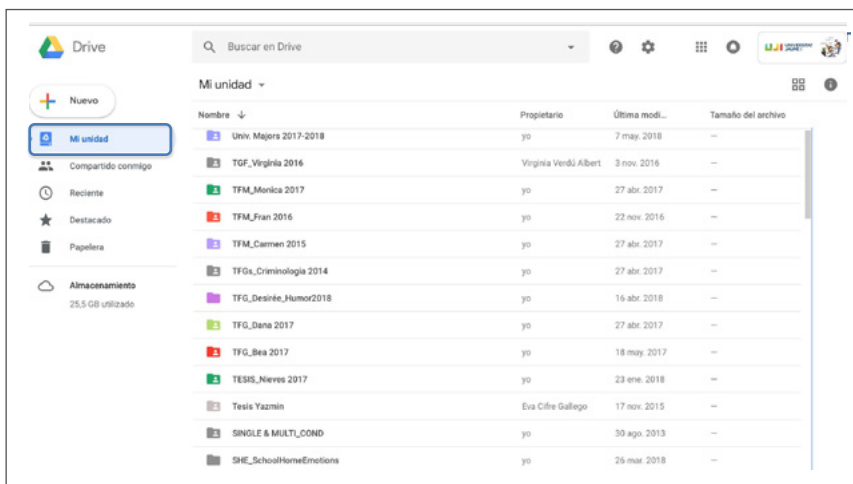 Drive
Buscar en Drive
UJI UNIVERSITAT JAUME I
Nuevo
Mi unidad
Compartido conmigo
Reciente
Destacado
Papelera
Almacenamiento
25,5 GB utilizado
Mi unidad
Nombre Propietario Última modi... Tamaño del archivo
Univ. Majors 2017-2018 yo 7 may. 2018 —
TGF_Virginia 2016 Virginia Verdú Albert 3 nov. 2016 —
TFM_Monica 2017 yo 27 abr. 2017 —
TFM_Fran 2016 yo 22 nov. 2016 —
TFM_Carmen 2015 yo 27 abr. 2017 —
TFGs_Criminologia 2014 yo 27 abr. 2017 —
TFG_Desirée_Humor2018 yo 16 abr. 2018 —
TFG_Dana 2017 yo 27 abr. 2017 —
TFG_Bea 2017 yo 18 may. 2017 —
TESIS_Nieves 2017 yo 23 ene. 2018 —
Tesis Yazmin Eva Cifre Gallego 17 nov. 2015 —
SINGLE & MULTI_COND yo 30 ago. 2013 —
SHE_SchoolHomeEmotions yo 26 mar. 2018 —